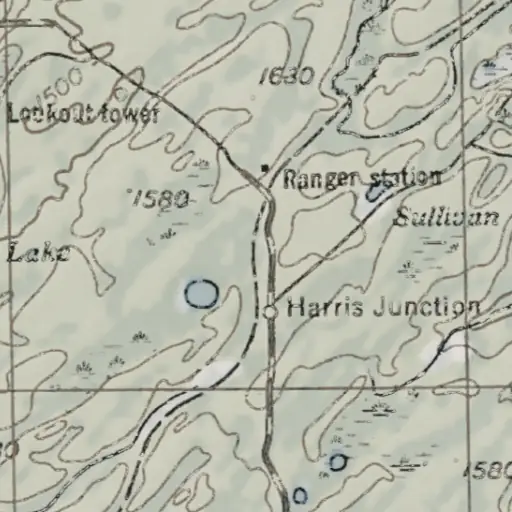 1500
1630
Lookout tower
Ranger station
1580
Sullivan
Lake
Harris Junction
1580